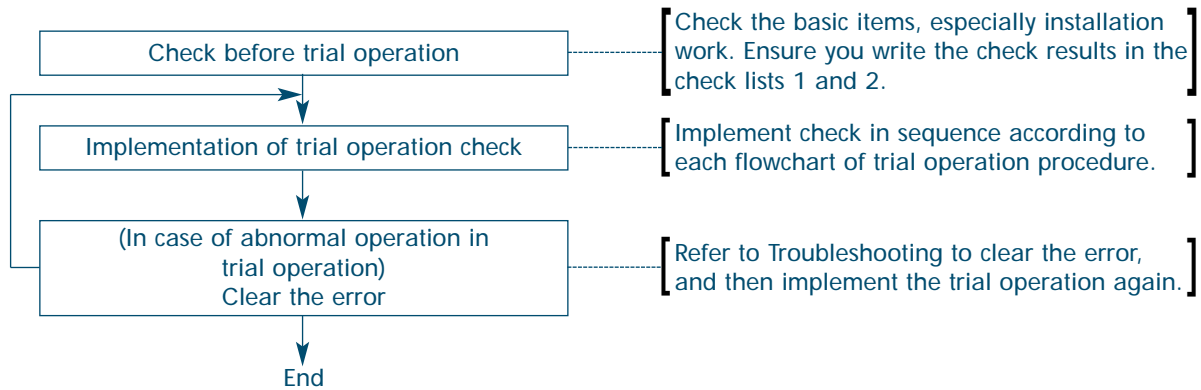 Check before trial operation
Check the basic items, especially installation
work. Ensure you write the check results in the
check lists 1 and 2.
Implementation of trial operation check
Implement check in sequence according to
each flowchart of trial operation procedure.
(In case of abnormal operation in
trial operation)
Clear the error
Refer to Troubleshooting to clear the error,
and then implement the trial operation again.
End